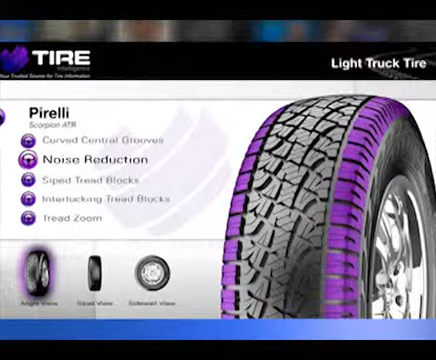 TIRE
Intelligence
Your Trusted Source for Tire Information
Light Truck Tire
Pirelli
Scorpion ATR
Curved Central Grooves
Noise Reduction
Siped Tread Blocks
Interlocking Tread Blocks
Tread Zoom
Angle View
Tread View
Sidewall View